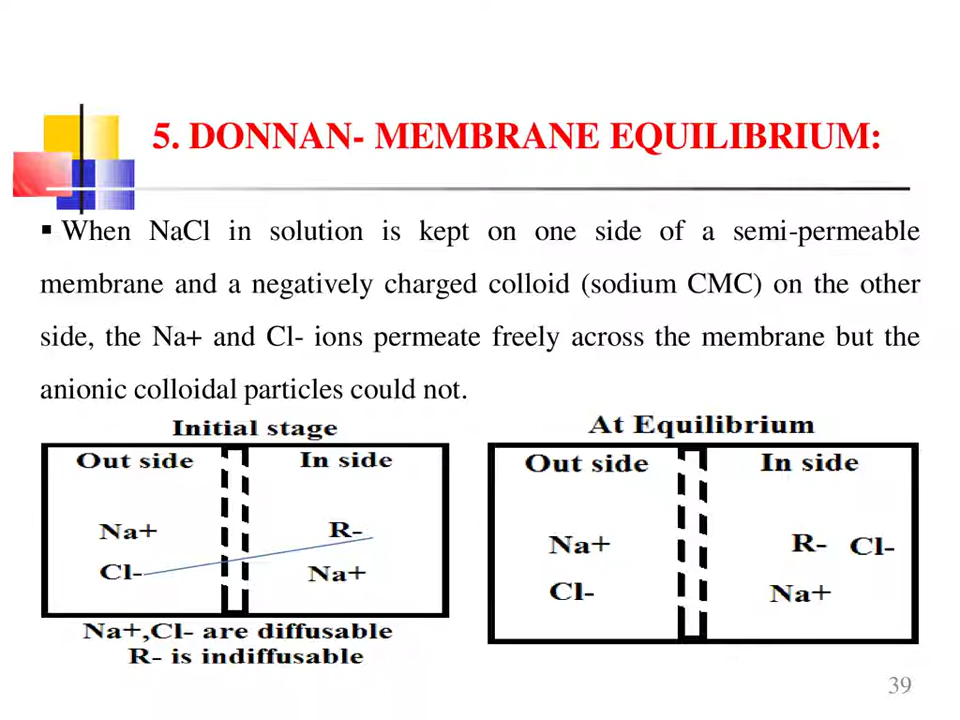 5. DONNAN- MEMBRANE EQUILIBRIUM:
▪ When NaCl in solution is kept on one side of a semi-permeable
membrane and a negatively charged colloid (sodium CMC) on the other
side, the Na+ and Cl- ions permeate freely across the membrane but the
anionic colloidal particles could not.
Initial stage
Out side In side
Na+ R-
Cl- Na+
Na+,Cl- are diffusable
R- is indiffusable
At Equilibrium
Out side In side
Na+ R- Cl-
Cl- Na+
39